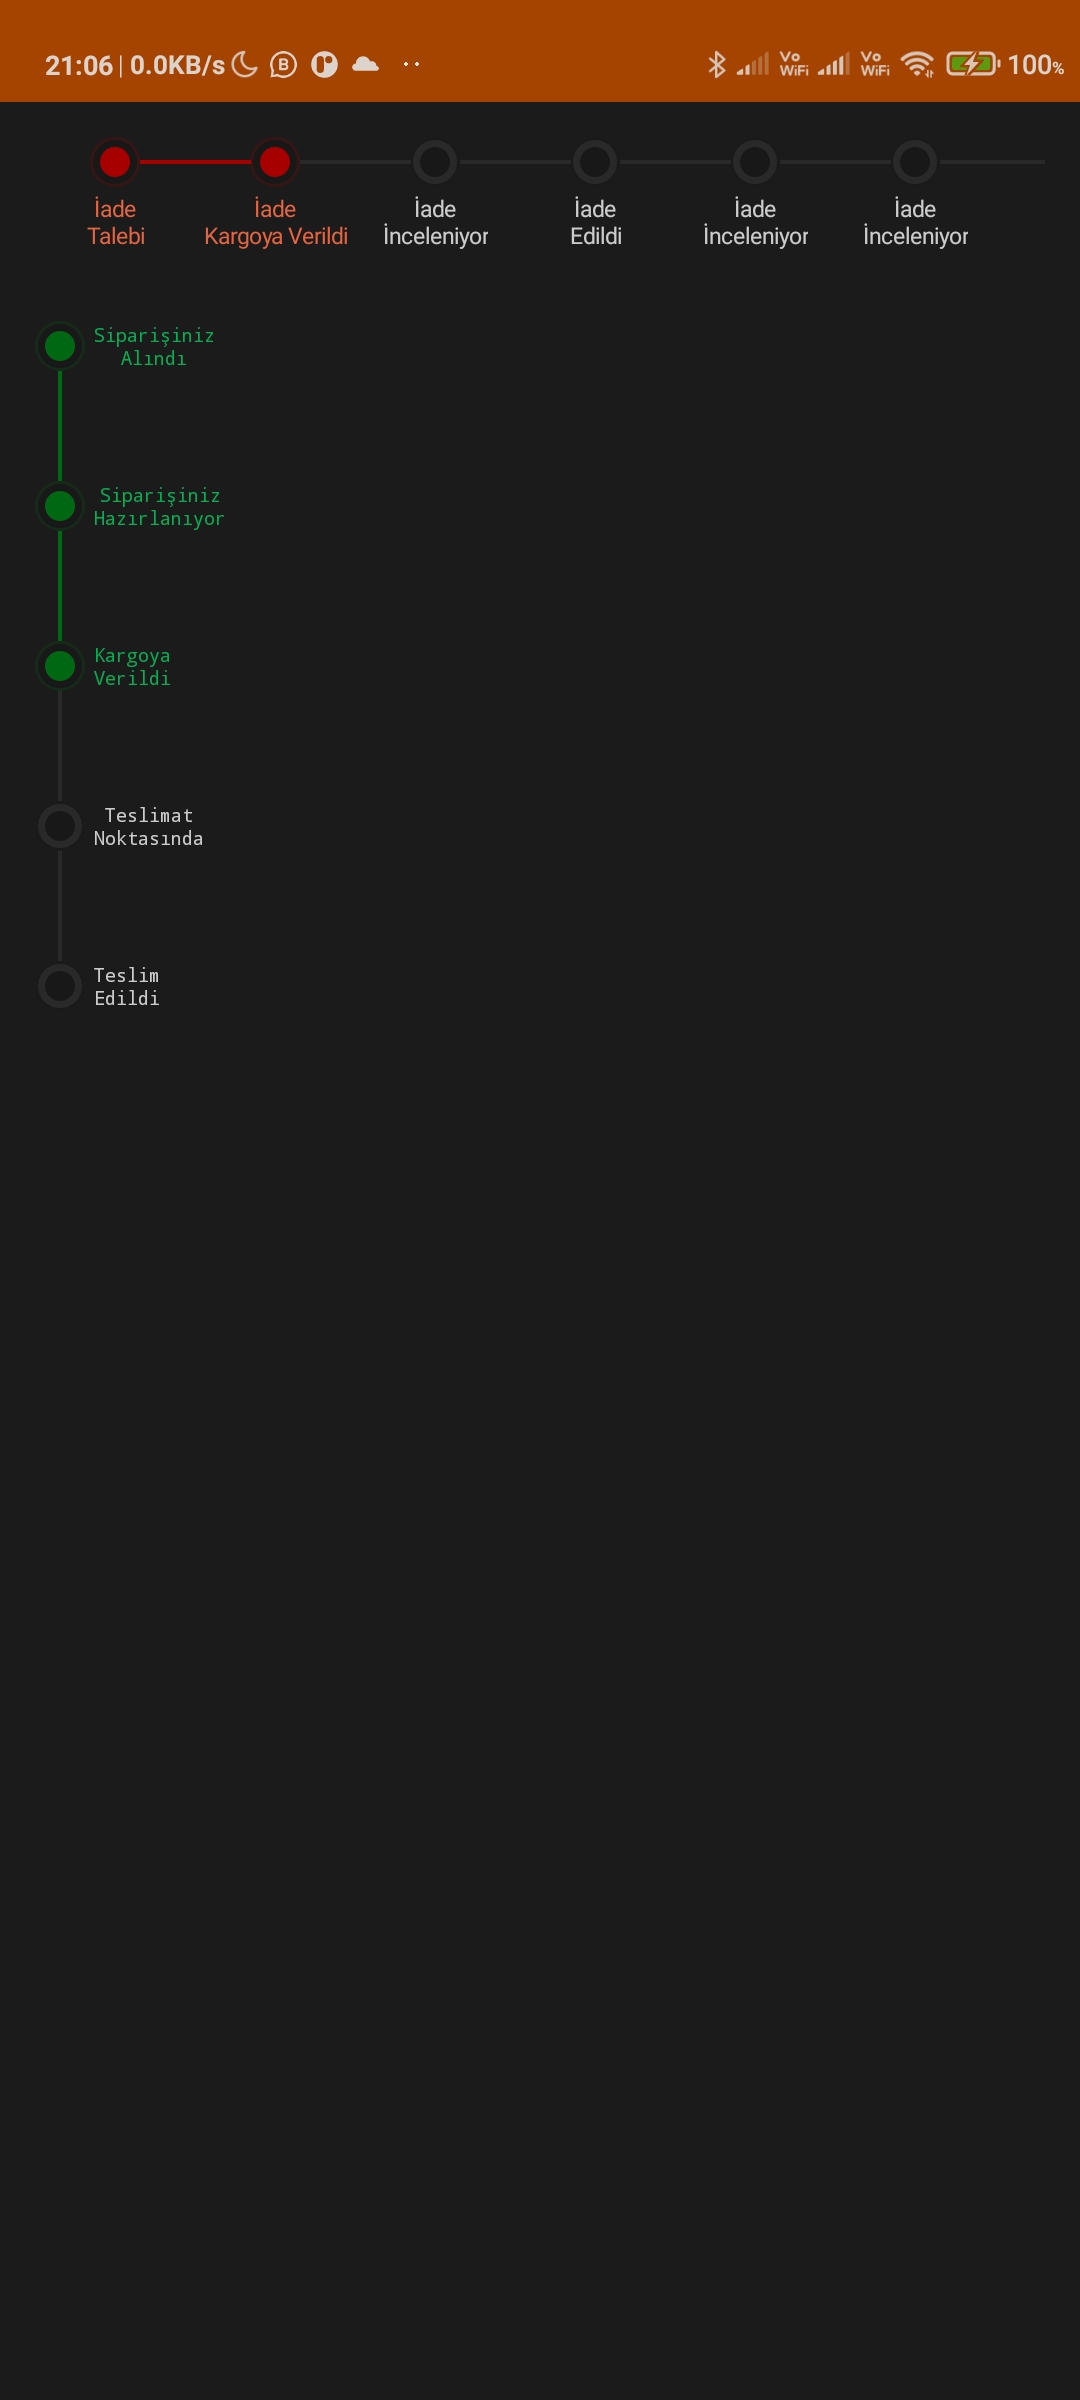 21:06 | 0.0KB/s B Vo WiFi Vo WiFi 100%
İade İade İade İade İade İade
Talebi Kargoya Verildi İnceleniyor Edildi İnceleniyor İnceleniyor
Siparişiniz
Alındı
Siparişiniz
Hazırlanıyor
Kargoya
Verildi
Teslimat
Noktasında
Teslim
Edildi